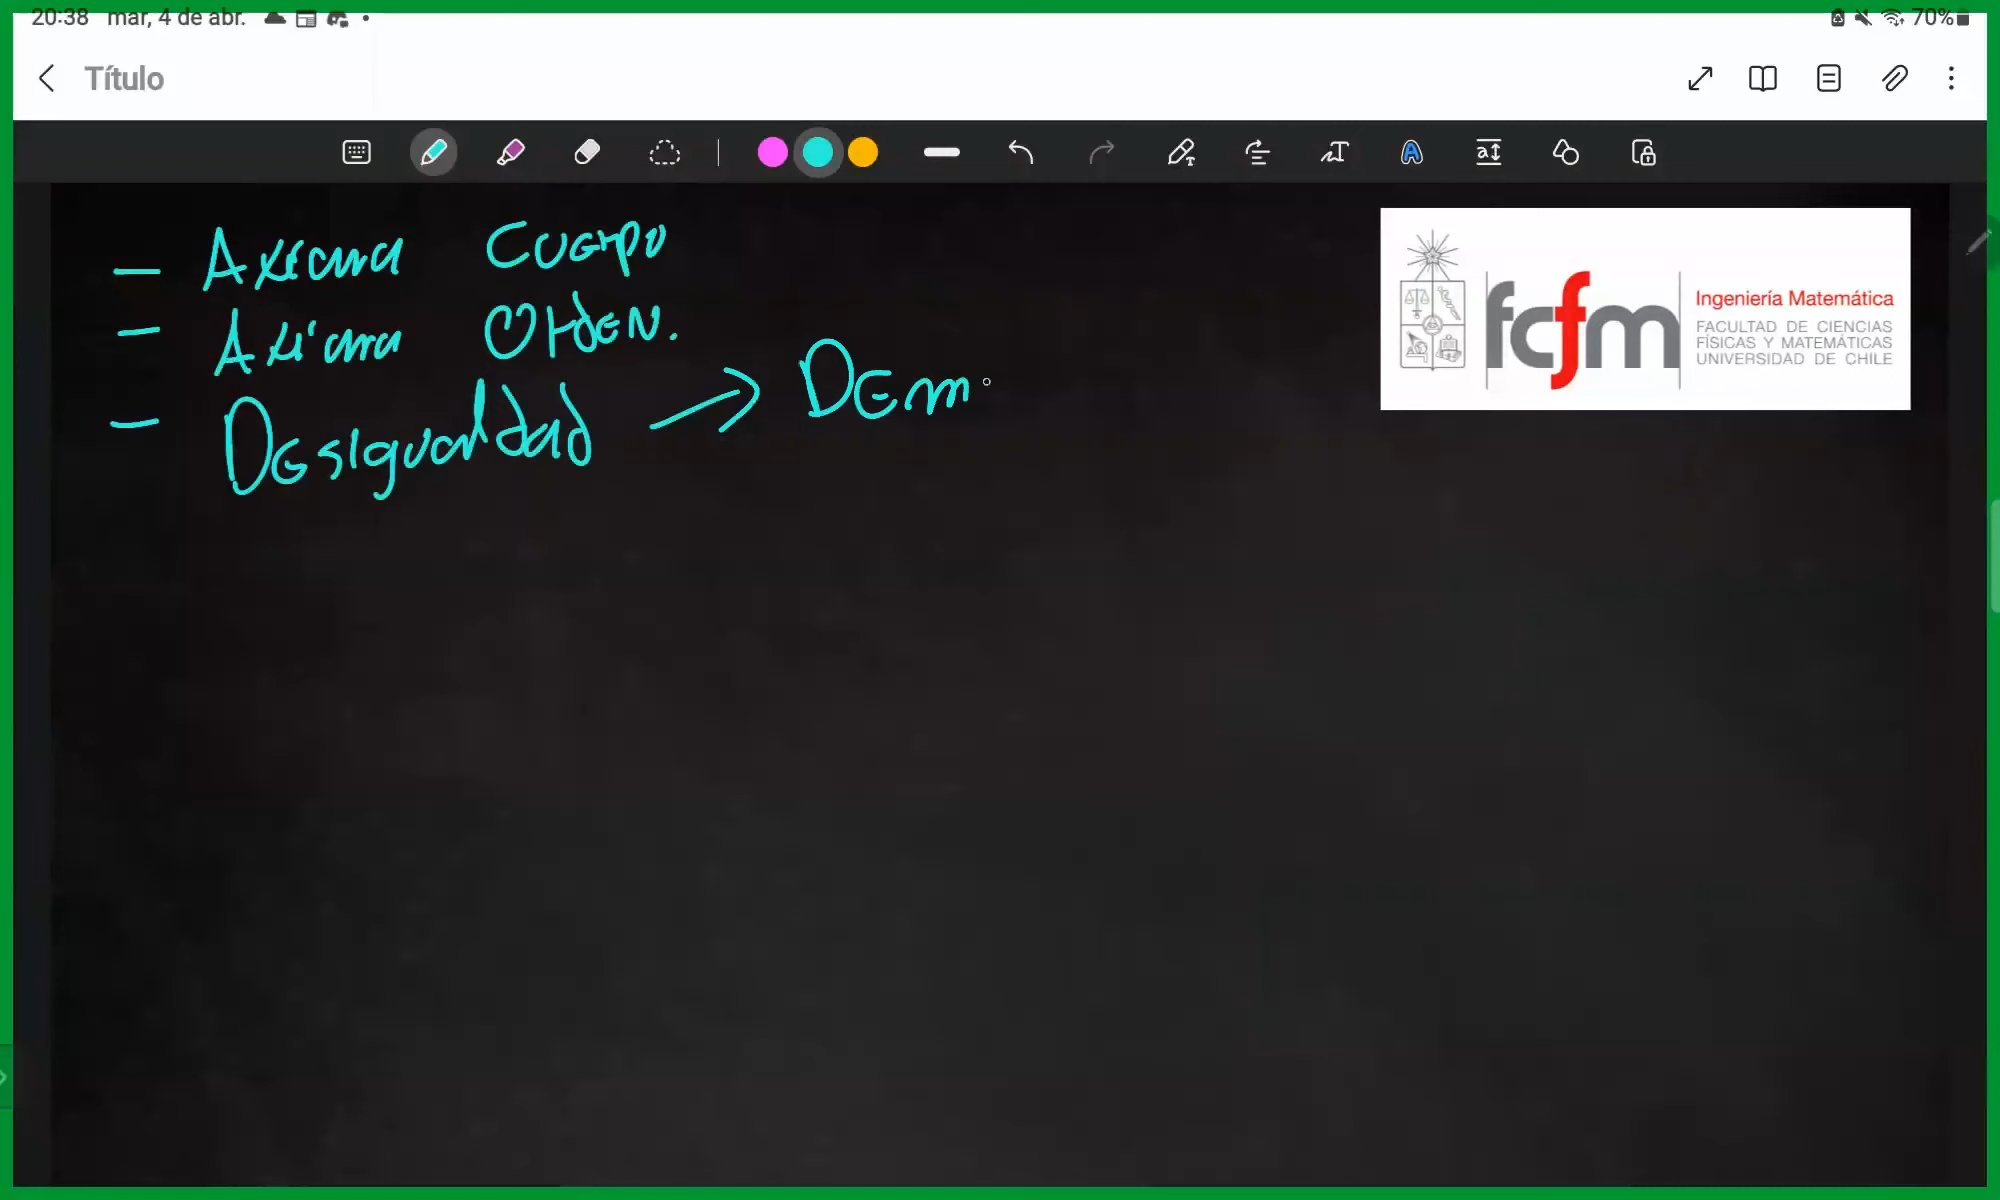 20:38 mar, 4 de abr. 70%
Título
- Axioma Cuerpo
- Axioma Orden.
- Desigualdad → Dem.
fcfm
Ingeniería Matemática
FACULTAD DE CIENCIAS
FÍSICAS Y MATEMÁTICAS
UNIVERSIDAD DE CHILE